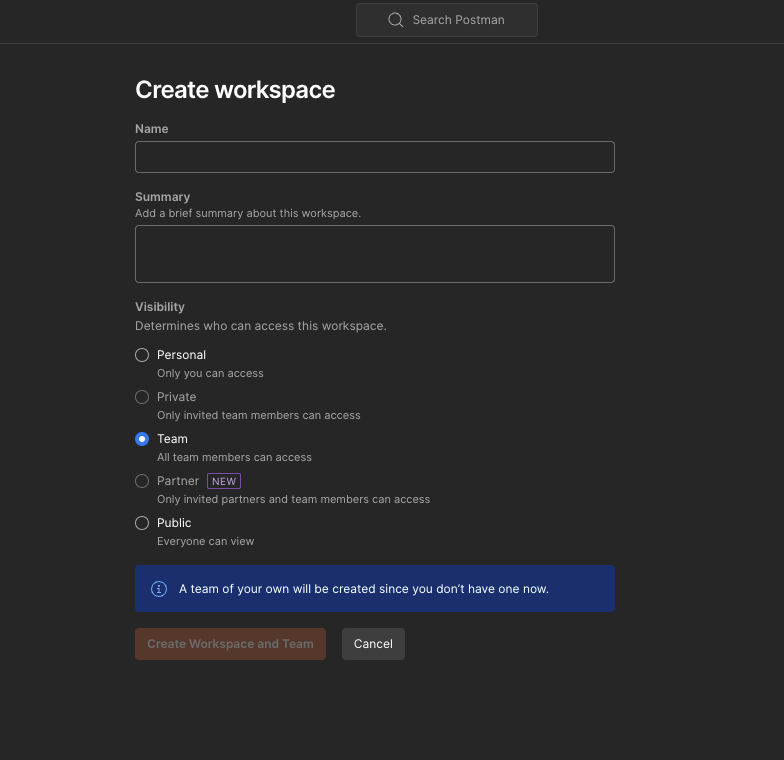 Search Postman
Create workspace
Name
Summary
Add a brief summary about this workspace.
Visibility
Determines who can access this workspace.
Personal
Only you can access
Private
Only invited team members can access
Team
All team members can access
Partner NEW
Only invited partners and team members can access
Public
Everyone can view
A team of your own will be created since you don’t have one now.
Create Workspace and Team Cancel